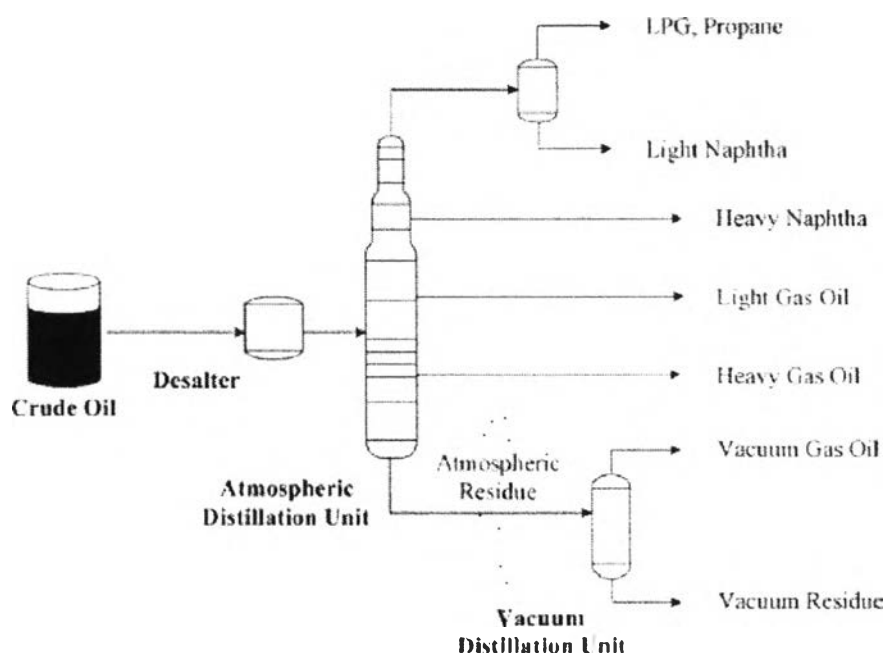 LPG, Propane
Light Naphtha
Heavy Naphtha
Light Gas Oil
Desalter
Heavy Gas Oil
Crude Oil
Vacuum Gas Oil
Atmospheric
Residue
Atmospheric
Distillation Unit
Vacuum Residue
Vacuum
Distillation Unit